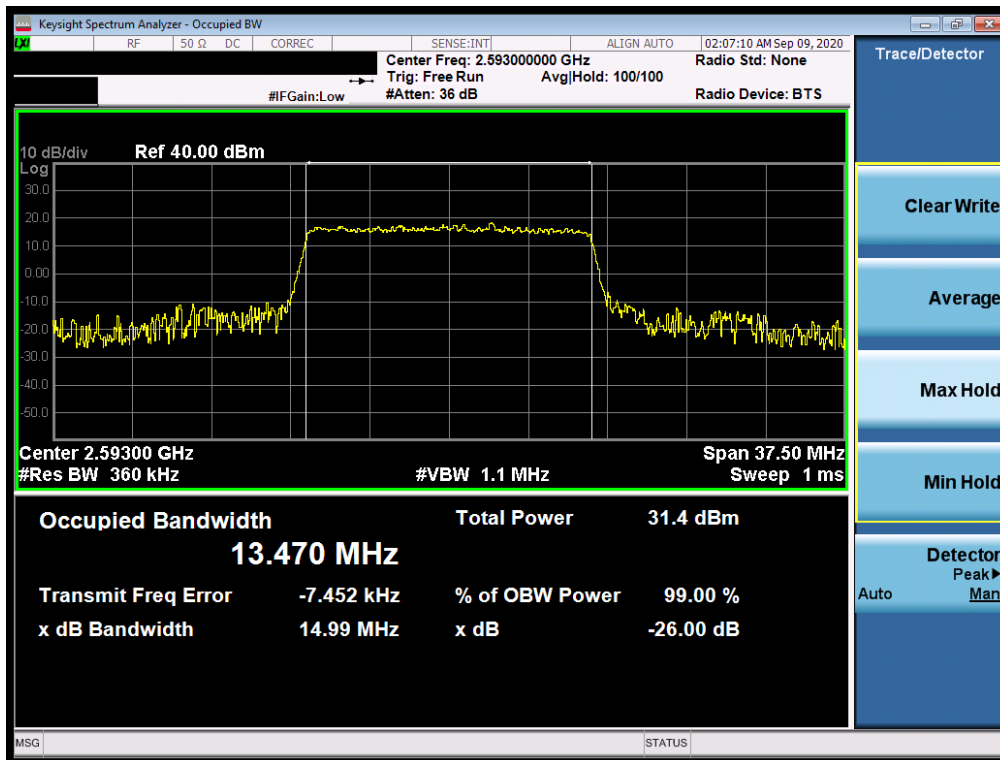 Keysight Spectrum Analyzer - Occupied BW
LXI RF 50 Ω DC CORREC SENSE:INT ALIGN AUTO 02:07:10 AM Sep 09, 2020
Center Freq: 2.593000000 GHz Radio Std: None
Trig: Free Run Avg|Hold: 100/100
#IFGain:Low #Atten: 36 dB Radio Device: BTS
Trace/Detector
10 dB/div Ref 40.00 dBm
Log
30.0
20.0
10.0
0.00
-10.0
-20.0
-30.0
-40.0
-50.0
Center 2.59300 GHz Span 37.50 MHz
#Res BW 360 kHz #VBW 1.1 MHz Sweep 1 ms
Occupied Bandwidth Total Power 31.4 dBm
13.470 MHz
Transmit Freq Error -7.452 kHz % of OBW Power 99.00 %
x dB Bandwidth 14.99 MHz x dB -26.00 dB
Clear Write
Average
Max Hold
Min Hold
Detector
Peak▶
Auto Man
MSG STATUS